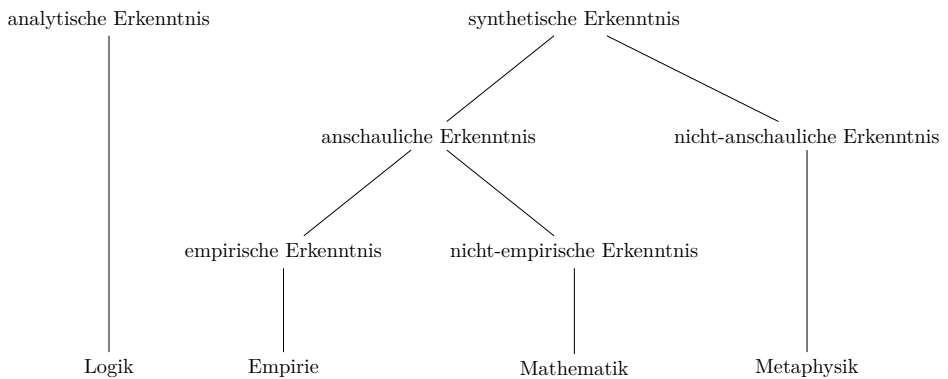 analytische Erkenntnis
synthetische Erkenntnis
anschauliche Erkenntnis
nicht-anschauliche Erkenntnis
empirische Erkenntnis
nicht-empirische Erkenntnis
Logik
Empirie
Mathematik
Metaphysik